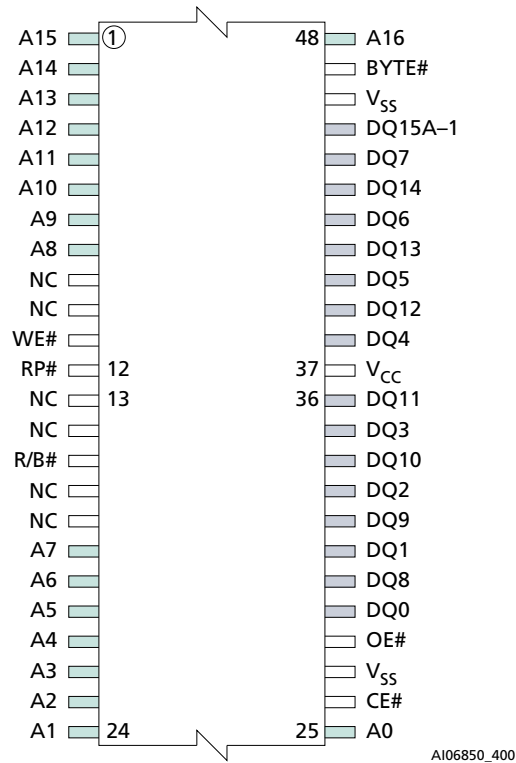 A15 1 48 A16
A14 BYTE#
A13 VSS
A12 DQ15A–1
A11 DQ7
A10 DQ14
A9 DQ6
A8 DQ13
NC DQ5
NC DQ12
WE# DQ4
RP# 12 37 VCC
NC 13 36 DQ11
NC DQ3
R/B# DQ10
NC DQ2
NC DQ9
A7 DQ1
A6 DQ8
A5 DQ0
A4 OE#
A3 VSS
A2 CE#
A1 24 25 A0
AI06850_400